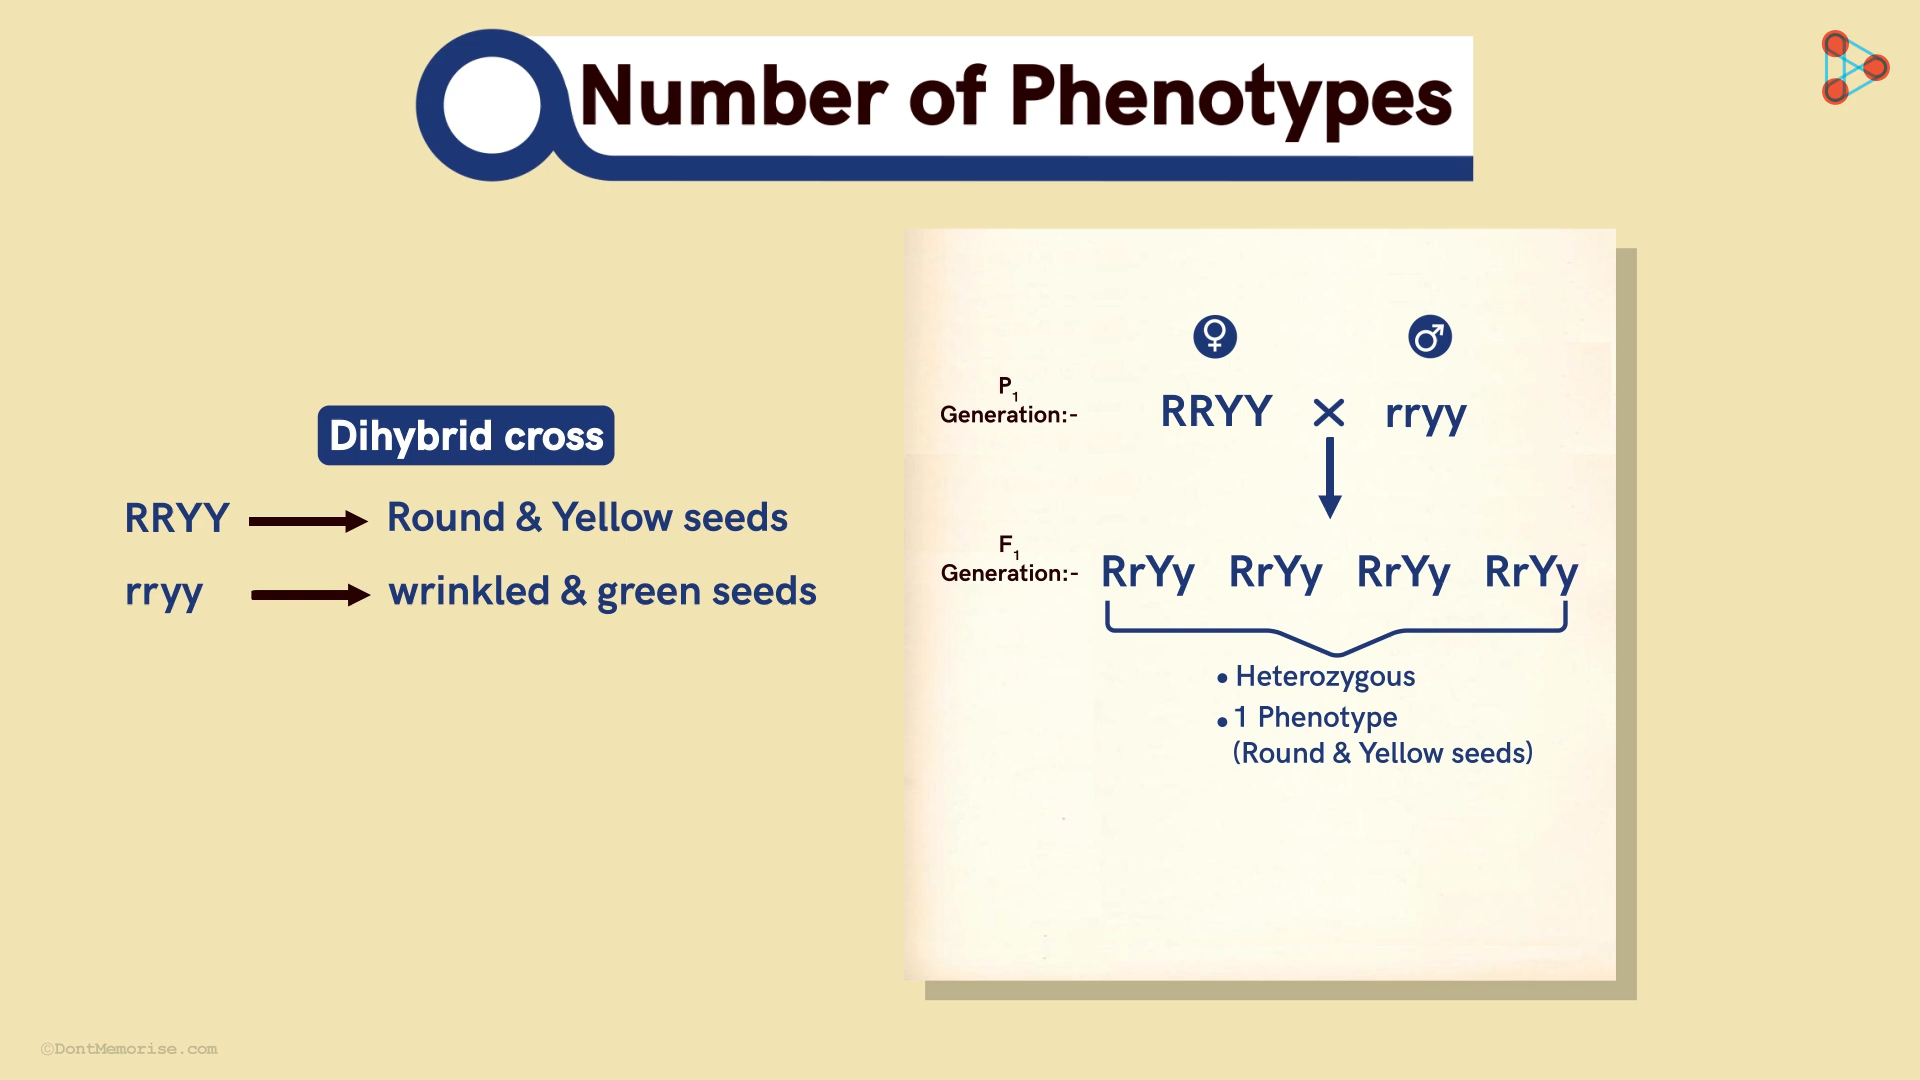 Number of Phenotypes
Dihybrid cross
RRYY Round & Yellow seeds
rryy wrinkled & green seeds
♀ ♂
P₁
Generation:- RRYY × rryy
F₁
Generation:- RrYy RrYy RrYy RrYy
• Heterozygous
• 1 Phenotype
(Round & Yellow seeds)
©DontMemorise.com